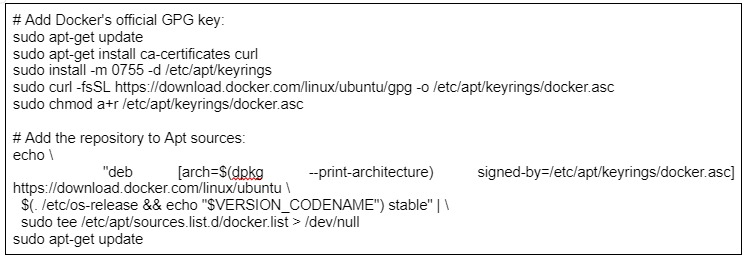 # Add Docker's official GPG key:
sudo apt-get update
sudo apt-get install ca-certificates curl
sudo install -m 0755 -d /etc/apt/keyrings
sudo curl -fsSL https://download.docker.com/linux/ubuntu/gpg -o /etc/apt/keyrings/docker.asc
sudo chmod a+r /etc/apt/keyrings/docker.asc

# Add the repository to Apt sources:
echo \
"deb [arch=$(dpkg --print-architecture) signed-by=/etc/apt/keyrings/docker.asc]
https://download.docker.com/linux/ubuntu \
$(. /etc/os-release && echo "$VERSION_CODENAME") stable" | \
sudo tee /etc/apt/sources.list.d/docker.list > /dev/null
sudo apt-get update